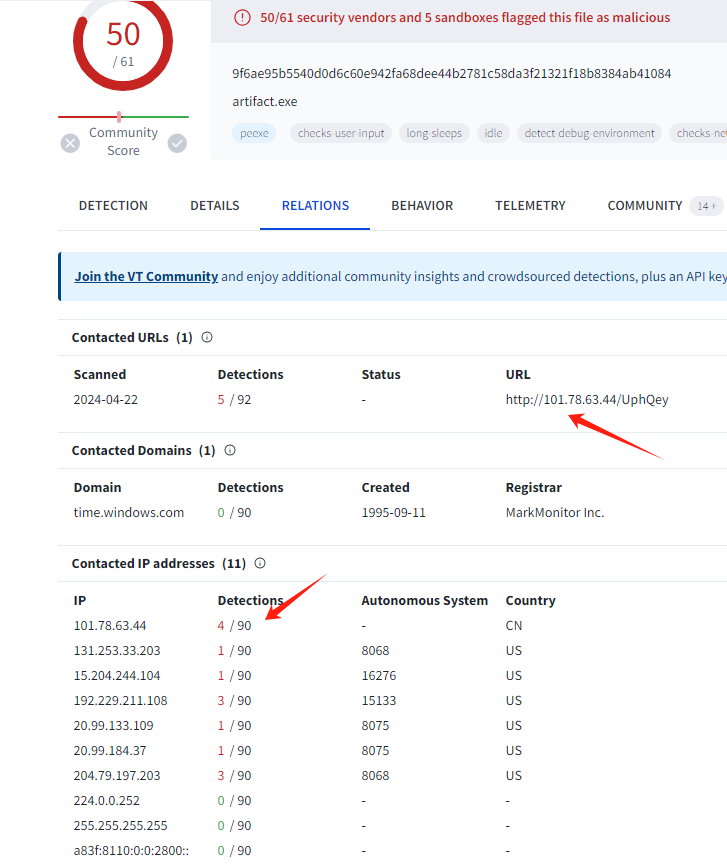 50
/ 61
Community
Score
50/61 security vendors and 5 sandboxes flagged this file as malicious
9f6ae95b5540d0d6c60e942fa68dee44b2781c58da3f21321f18b8384ab41084
artifact.exe
peexe checks-user-input long-sleeps idle detect-debug-environment checks-ne
DETECTION DETAILS RELATIONS BEHAVIOR TELEMETRY COMMUNITY 14 +
Join the VT Community and enjoy additional community insights and crowdsourced detections, plus an API key
Contacted URLs (1)
Scanned Detections Status URL
2024-04-22 5 / 92 - http://101.78.63.44/UphQey
Contacted Domains (1)
Domain Detections Created Registrar
time.windows.com 0 / 90 1995-09-11 MarkMonitor Inc.
Contacted IP addresses (11)
IP Detections Autonomous System Country
101.78.63.44 4 / 90 - CN
131.253.33.203 1 / 90 8068 US
15.204.244.104 1 / 90 16276 US
192.229.211.108 3 / 90 15133 US
20.99.133.109 1 / 90 8075 US
20.99.184.37 1 / 90 8075 US
204.79.197.203 3 / 90 8068 US
224.0.0.252 0 / 90 - -
255.255.255.255 0 / 90 - -
a83f:8110:0:0:2800:: 0 / 90 - -